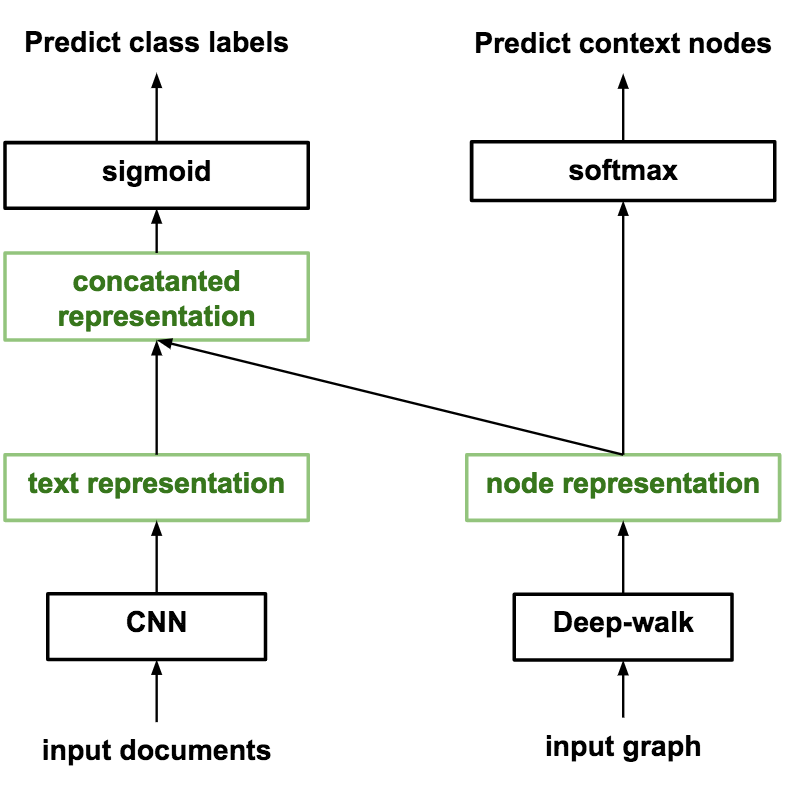 Predict class labels
Predict context nodes
sigmoid
softmax
concatanted
representation
text representation
node representation
CNN
Deep-walk
input documents
input graph